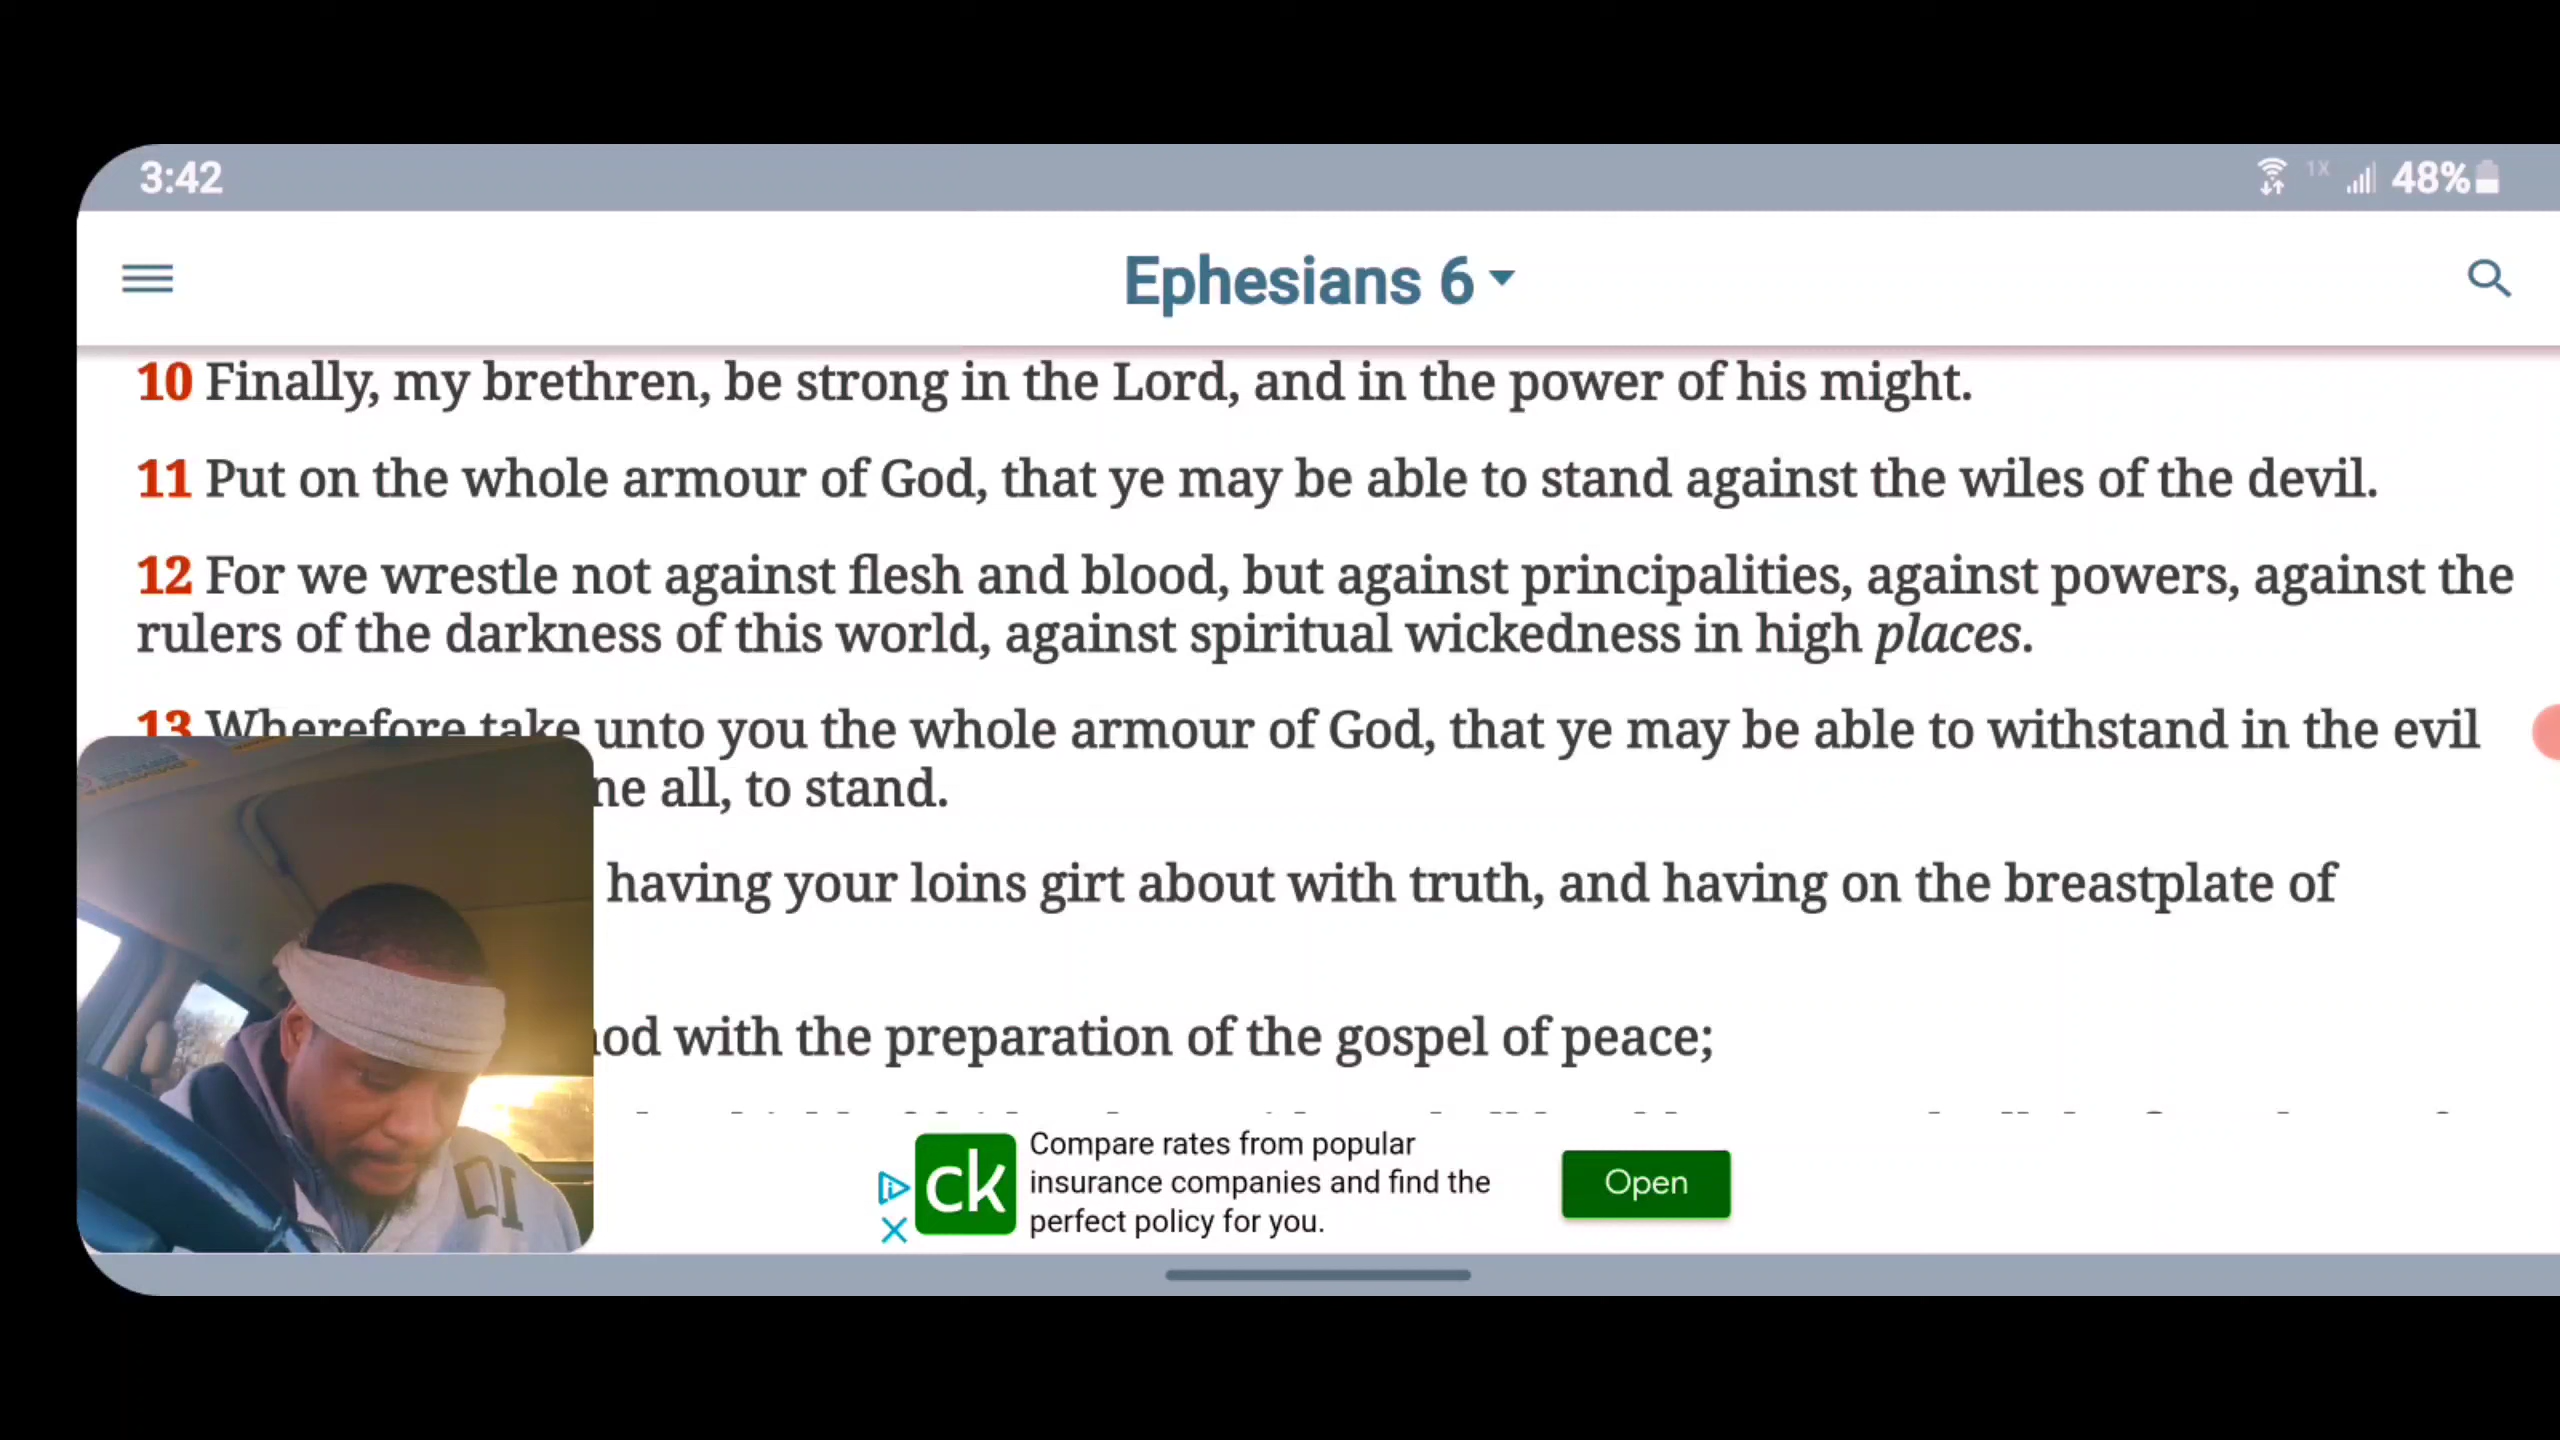 3:42
1X
48%
Ephesians 6
10 Finally, my brethren, be strong in the Lord, and in the power of his might.
11 Put on the whole armour of God, that ye may be able to stand against the wiles of the devil.
12 For we wrestle not against flesh and blood, but against principalities, against powers, against the
rulers of the darkness of this world, against spiritual wickedness in high places.
13 Wherefore take unto you the whole armour of God, that ye may be able to withstand in the evil
all, to stand.
having your loins girt about with truth, and having on the breastplate of
with the preparation of the gospel of peace;
ck
Compare rates from popular
insurance companies and find the
perfect policy for you.
Open